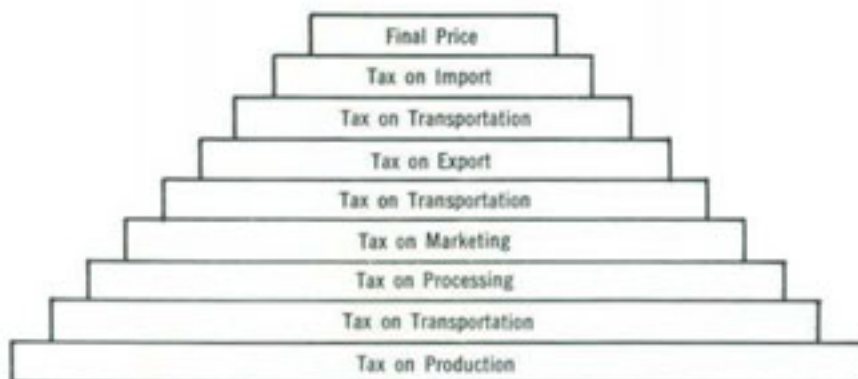 Final Price
Tax on Import
Tax on Transportation
Tax on Export
Tax on Transportation
Tax on Marketing
Tax on Processing
Tax on Transportation
Tax on Production